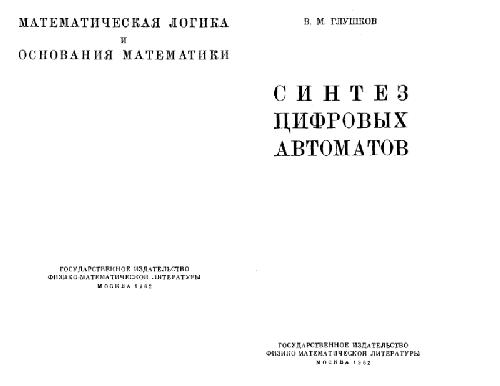 МАТЕМАТИЧЕСКАЯ ЛОГИКА
И
ОСНОВАНИЯ МАТЕМАТИКИ
ГОСУДАРСТВЕННОЕ ИЗДАТЕЛЬСТВО
ФИЗИКО-МАТЕМАТИЧЕСКОЙ ЛИТЕРАТУРЫ
МОСКВА 1962
В. М. ГЛУШКОВ
СИНТЕЗ
ЦИФРОВЫХ
АВТОМАТОВ
ГОСУДАРСТВЕННОЕ ИЗДАТЕЛЬСТВО
ФИЗИКО-МАТЕМАТИЧЕСКОЙ ЛИТЕРАТУРЫ
МОСКВА 1962